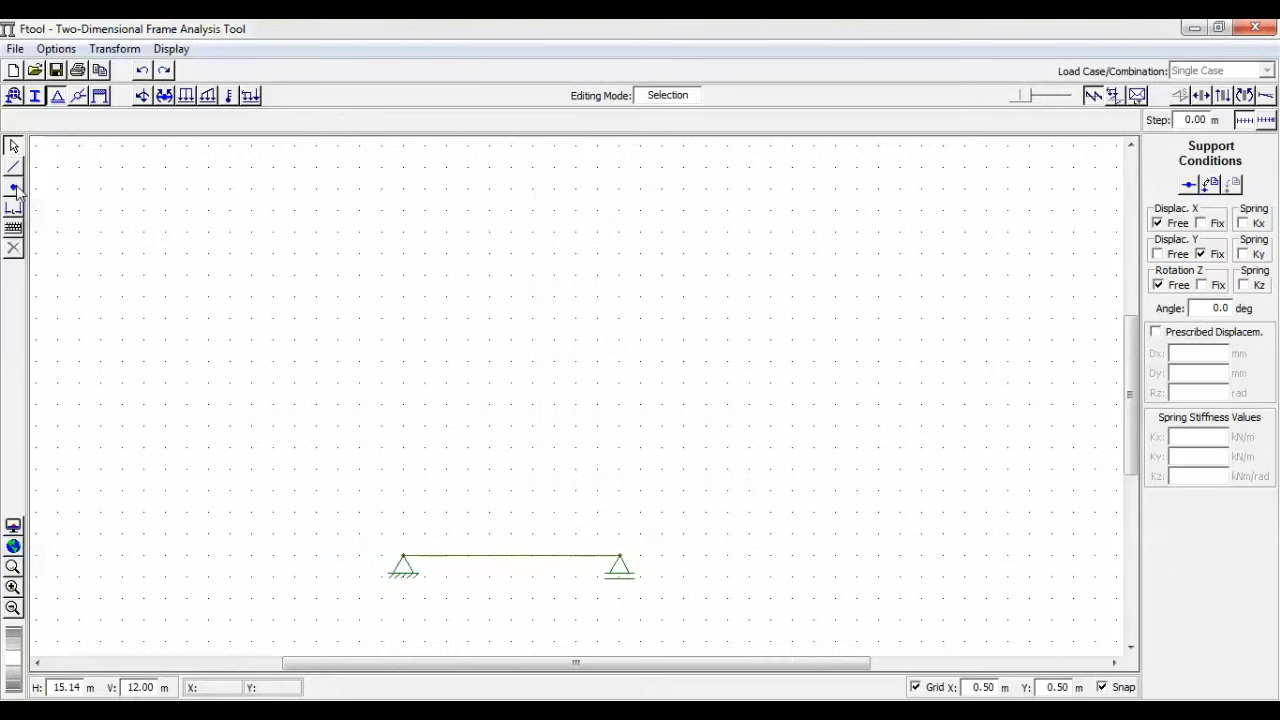 Ftool - Two-Dimensional Frame Analysis Tool
File Options Transform Display
Load Case/Combination: Single Case
Editing Mode: Selection
Step: 0.00 m
Support
Conditions
Displac. X Spring
Free Fix Kx
Displac. Y Spring
Free Fix Ky
Rotation Z Spring
Free Fix Kz
Angle: 0.0 deg
Prescribed Displacem.
Dx: mm
Dy: mm
Rz: rad
Spring Stiffness Values
Kx: kN/m
Ky: kN/m
Kz: kNm/rad
H: 15.14 m V: 12.00 m X: Y: Grid X: 0.50 m Y: 0.50 m Snap